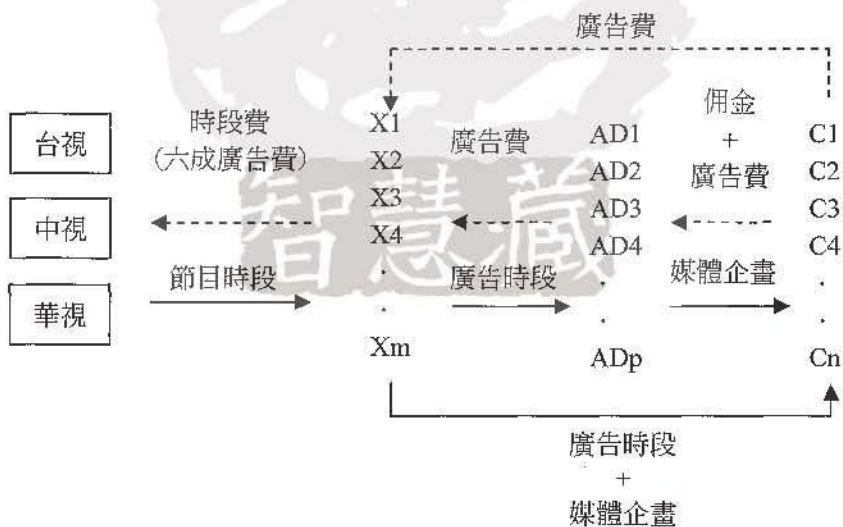 廣告費
台視
中視
華視
時段費
(六成廣告費)
節目時段
X1
X2
X3
X4
.
.
Xm
廣告費
廣告時段
AD1
AD2
AD3
AD4
.
.
ADp
佣金
+
廣告費
媒體企畫
C1
C2
C3
C4
.
.
Cn
廣告時段
+
媒體企畫
智慧藏